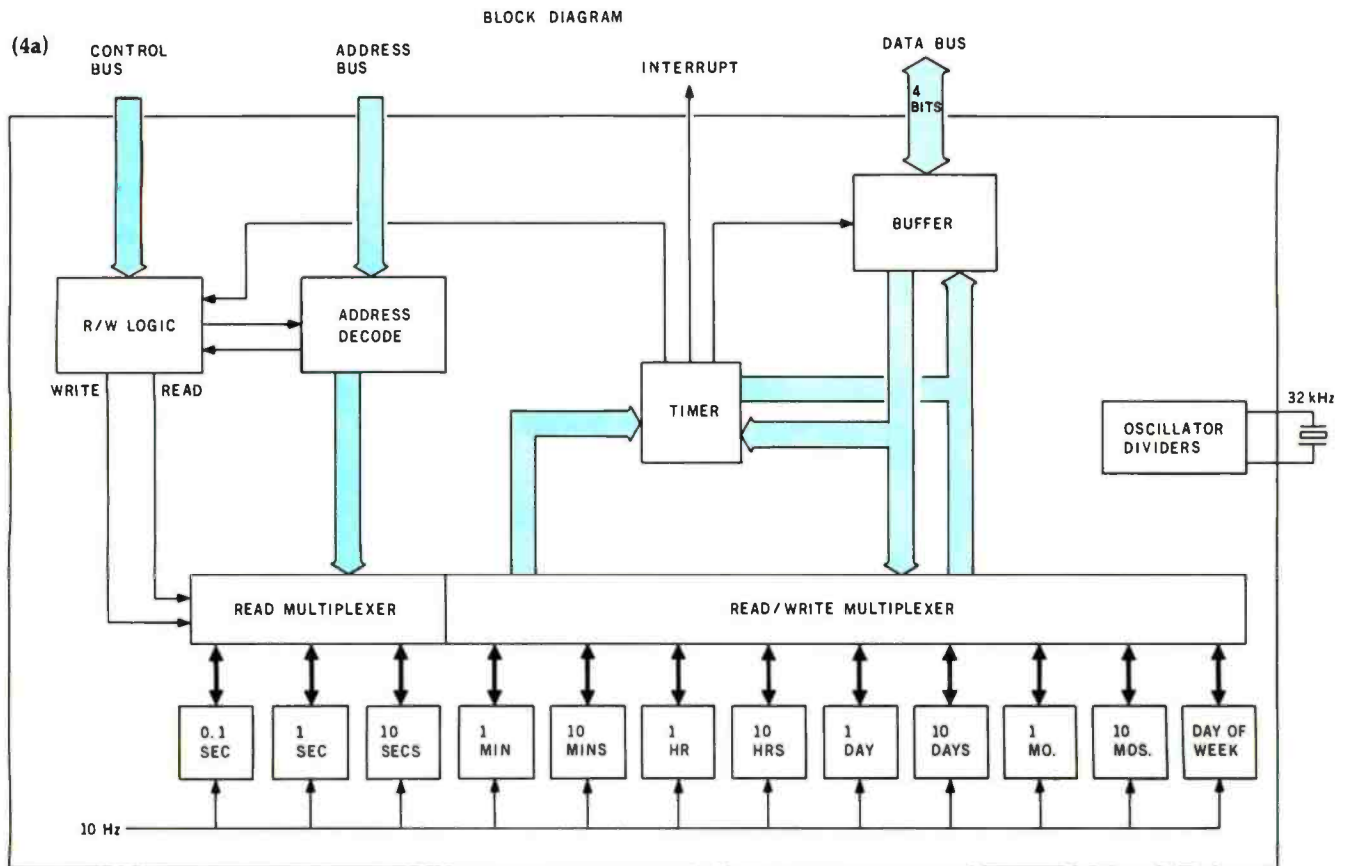 BLOCK DIAGRAM
(4a)
CONTROL
BUS
ADDRESS
BUS
INTERRUPT
DATA BUS
4
BITS
BUFFER
R/W LOGIC
ADDRESS
DECODE
WRITE
READ
TIMER
OSCILLATOR
DIVIDERS
32 kHz
READ MULTIPLEXER
READ/WRITE MULTIPLEXER
0.1
SEC
1
SEC
10
SECS
1
MIN
10
MINS
1
HR
10
HRS
1
DAY
10
DAYS
1
MO.
10
MOS.
DAY OF
WEEK
10 Hz